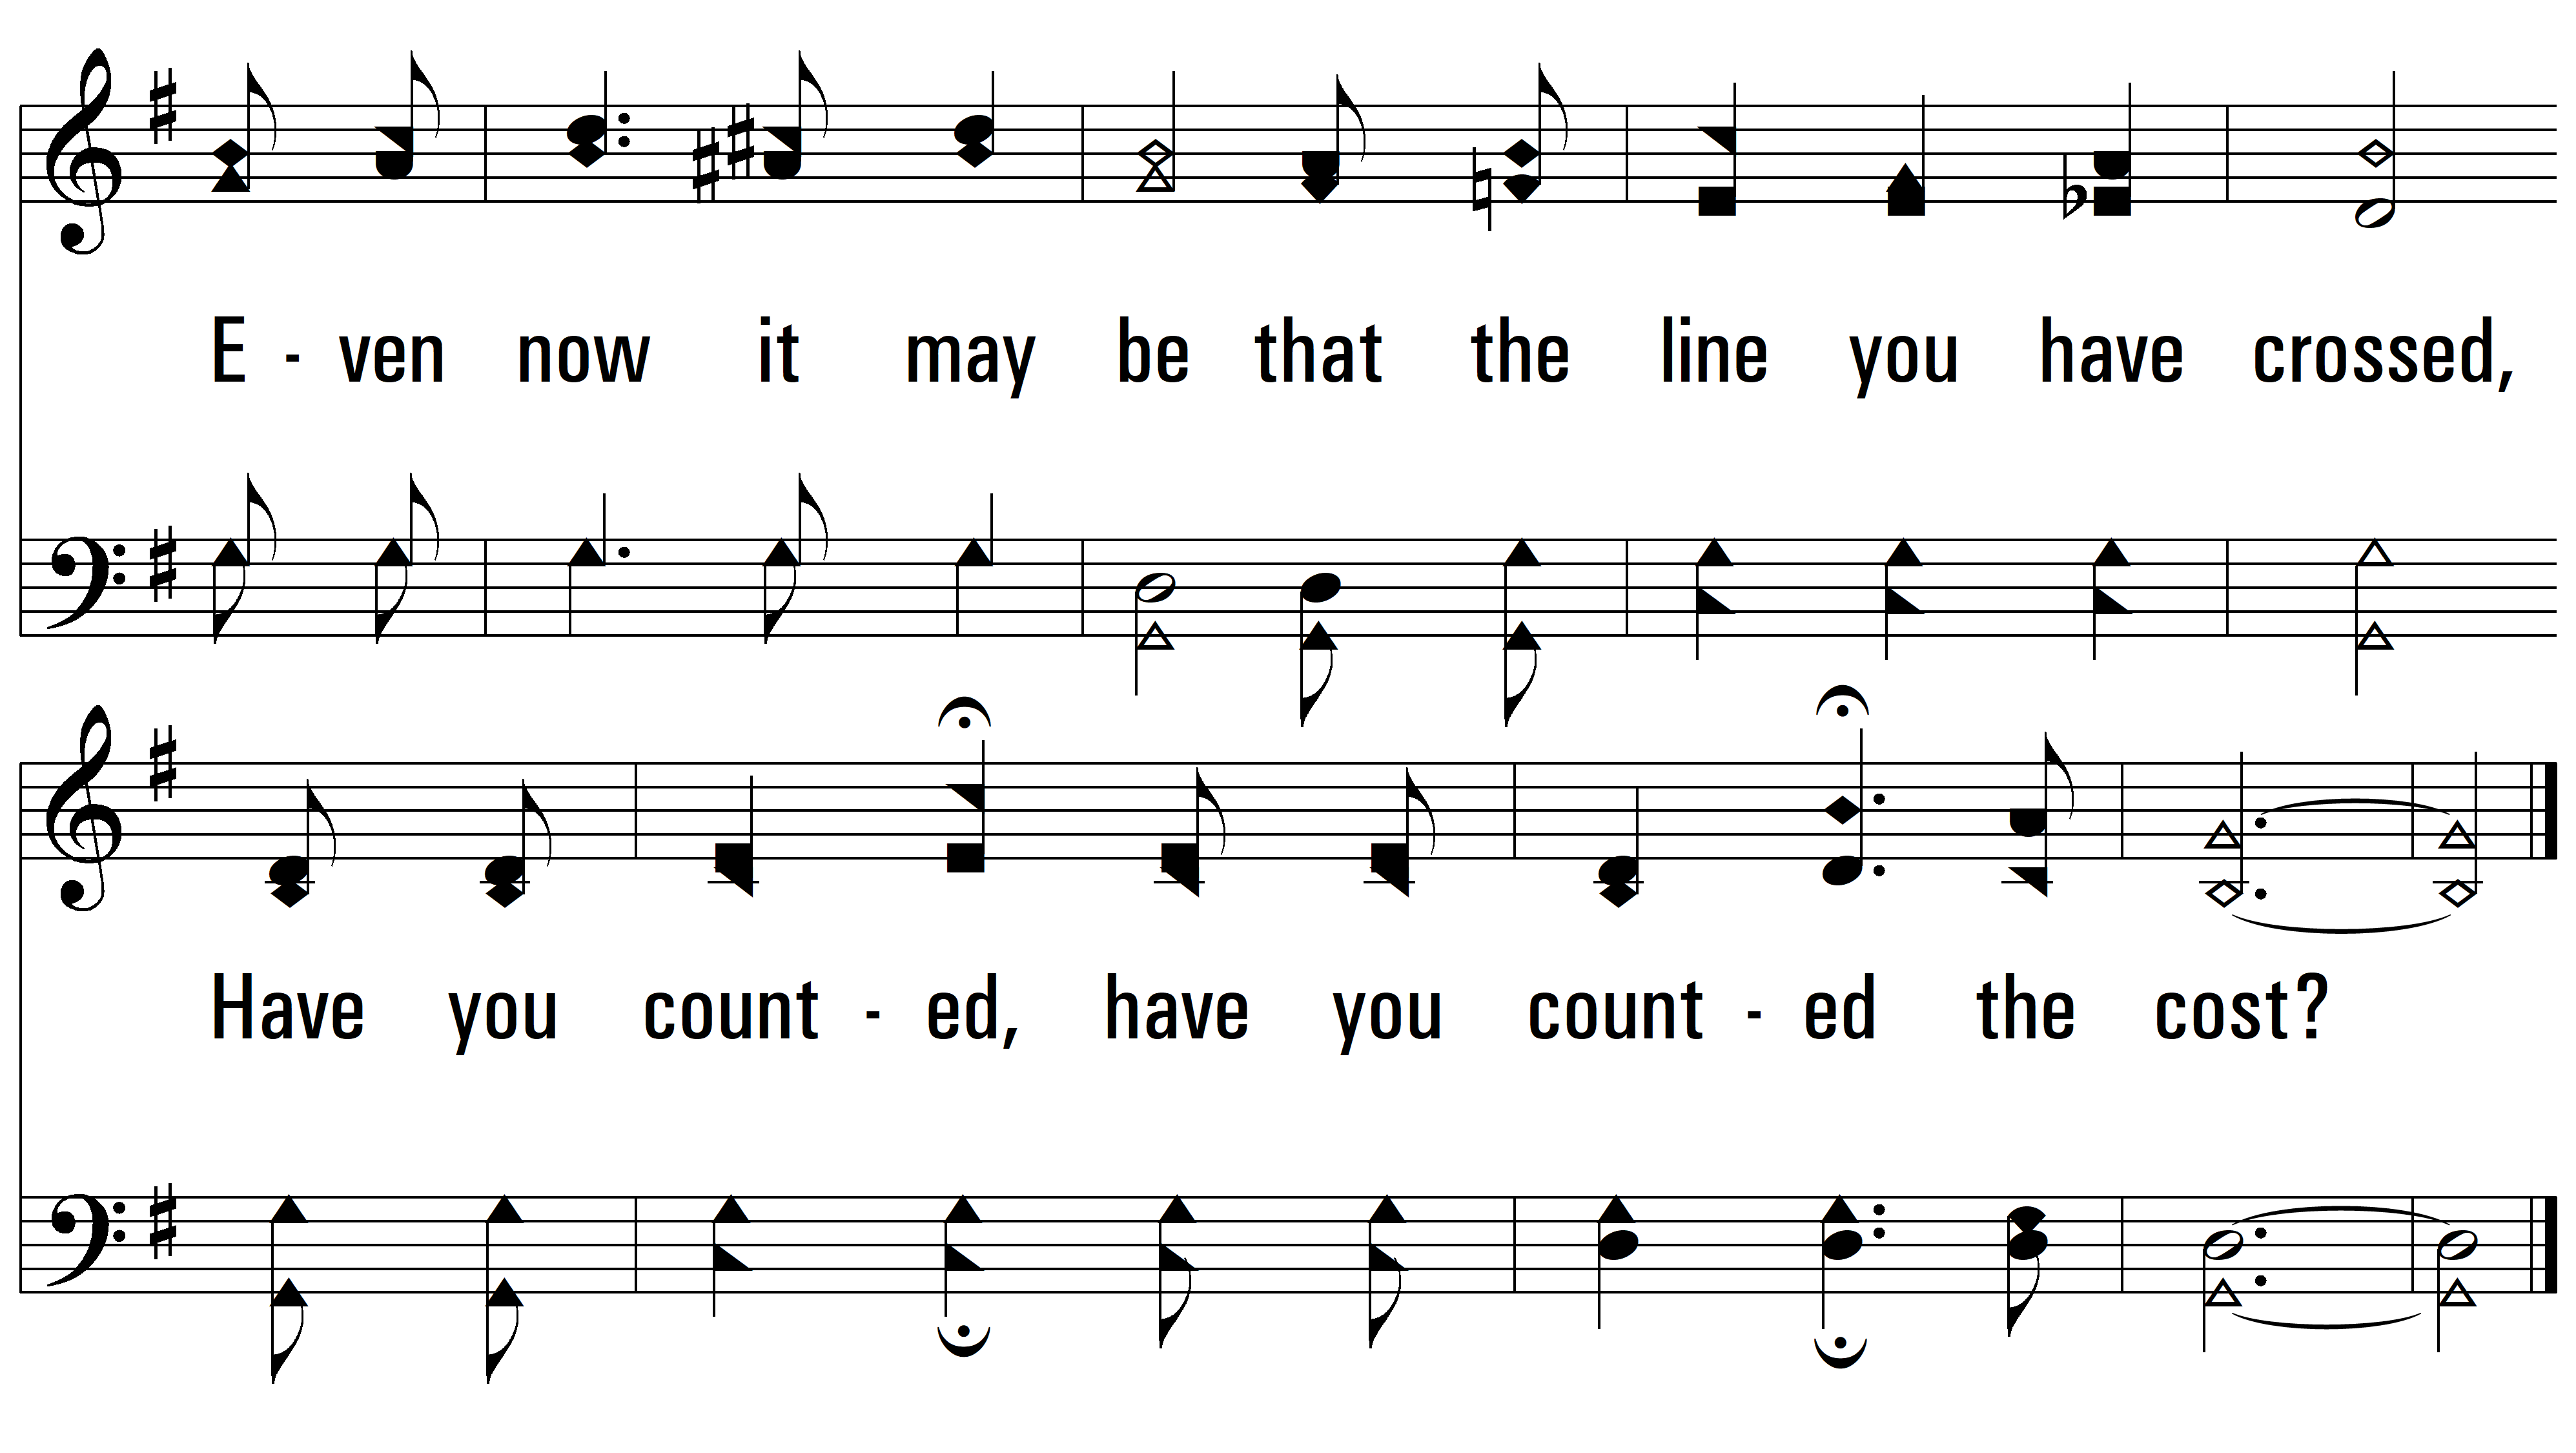 E - ven now it may be that the line you have crossed,
Have you count - ed, have you count - ed the cost?